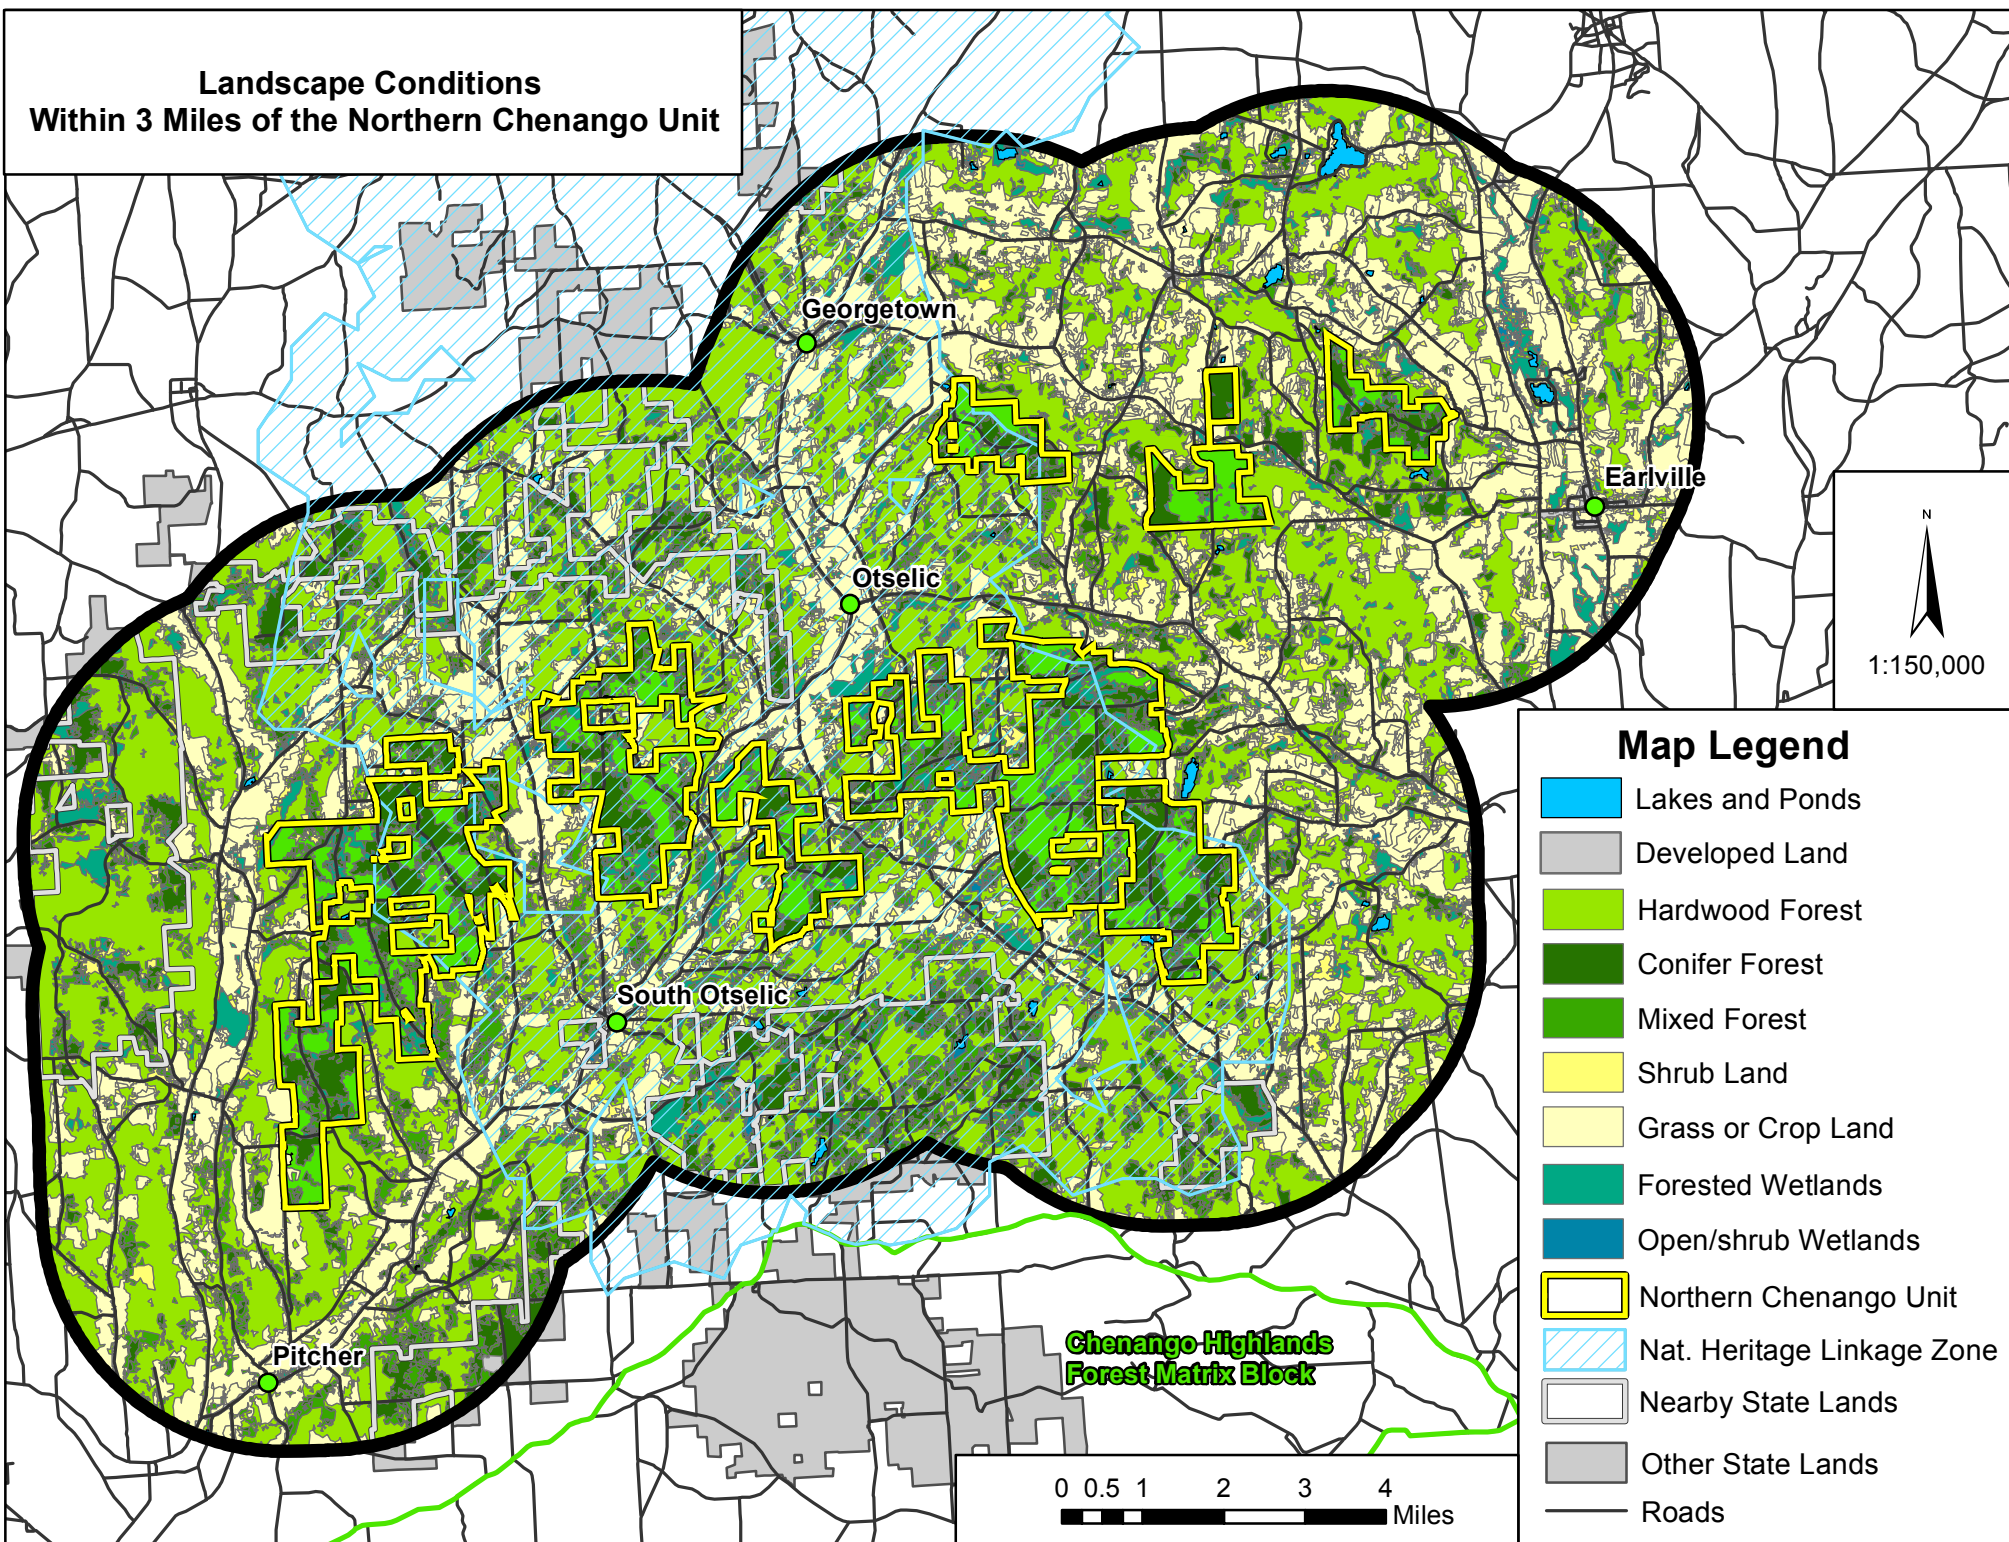 Landscape Conditions
Within 3 Miles of the Northern Chenango Unit
Georgetown
Earlville
Otselic
South Otselic
Pitcher
Chenango Highlands
Forest Matrix Block
N
1:150,000
Map Legend
Lakes and Ponds
Developed Land
Hardwood Forest
Conifer Forest
Mixed Forest
Shrub Land
Grass or Crop Land
Forested Wetlands
Open/shrub Wetlands
Northern Chenango Unit
Nat. Heritage Linkage Zone
Nearby State Lands
Other State Lands
Roads
0 0.5 1 2 3 4
Miles